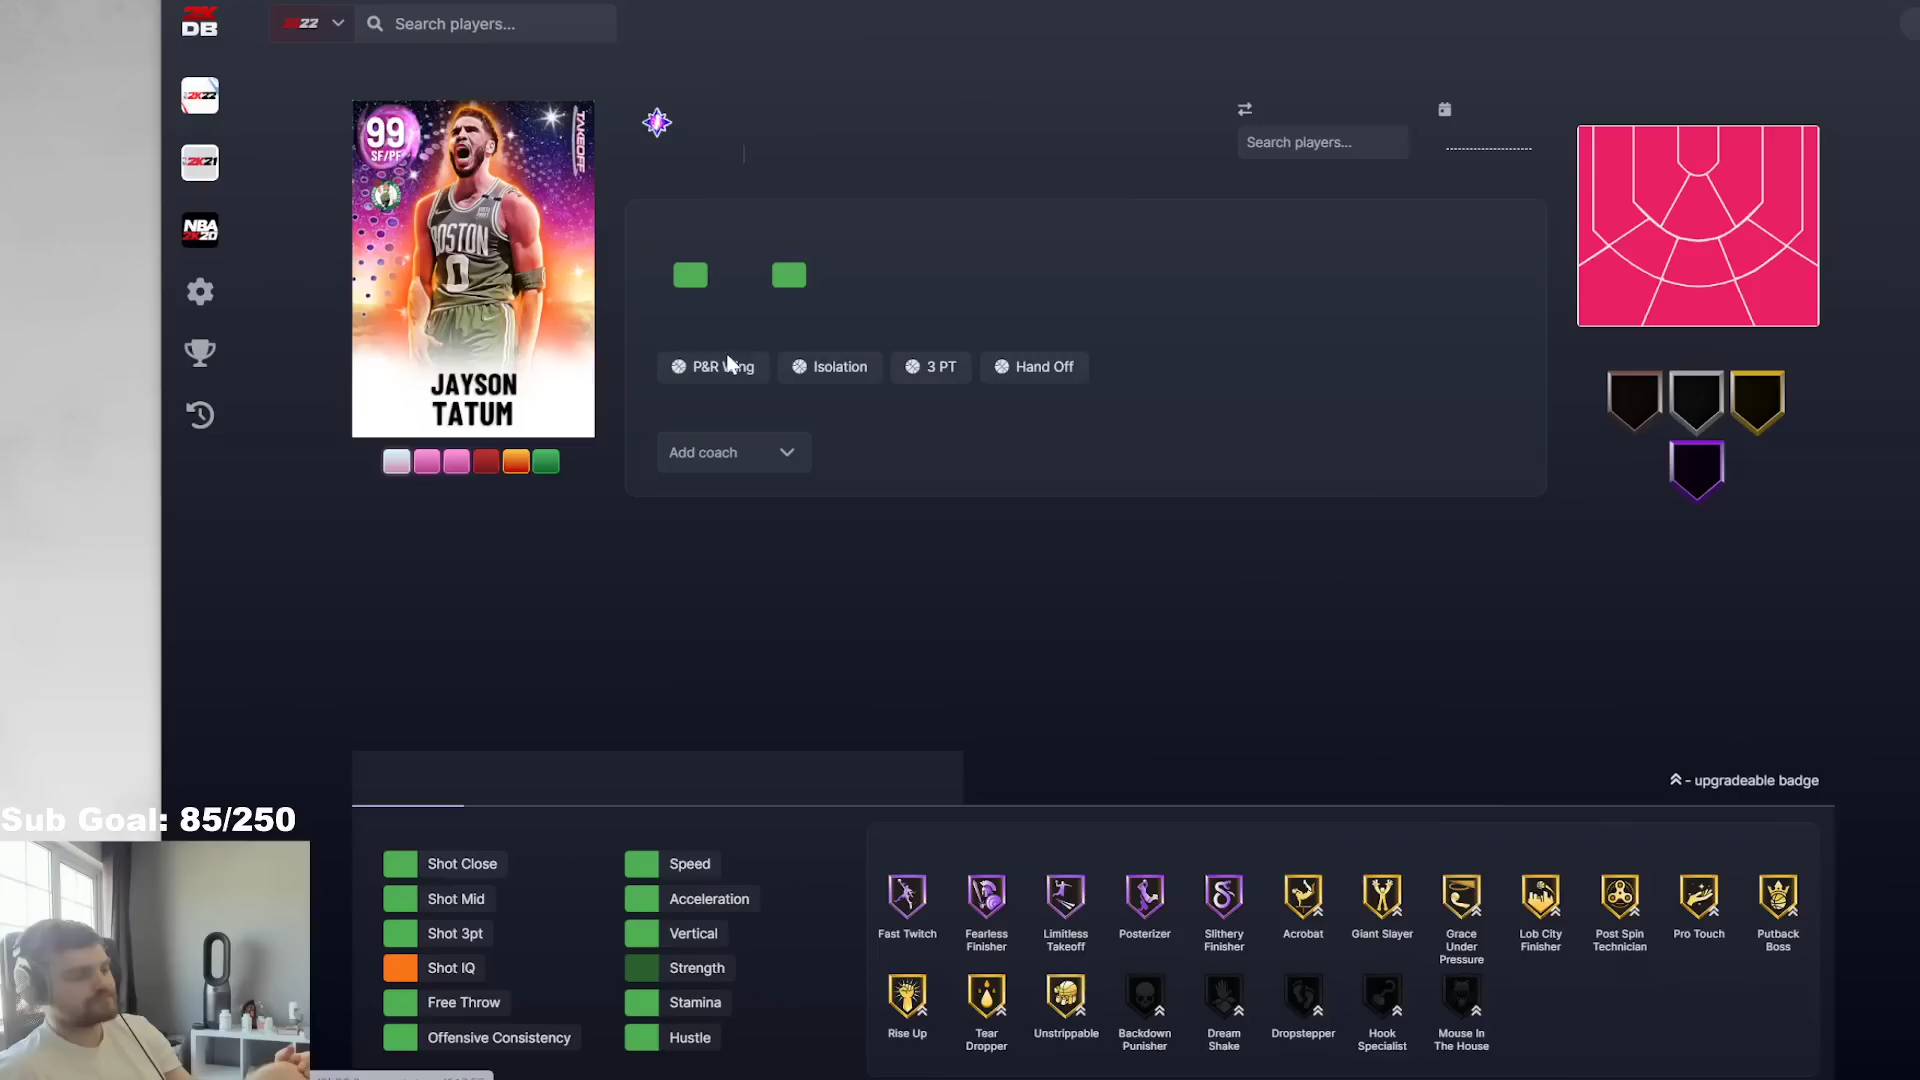 2K
DB
2K22
Search players...
2K22
2K21
NBA
2K20
99
SF/PF
TAKEOFF
BOSTON
0
JAYSON
TATUM
Search players...
P&R Wing
Isolation
3 PT
Hand Off
Add coach
- upgradeable badge
Sub Goal: 85/250
Shot Close
Shot Mid
Shot 3pt
Shot IQ
Free Throw
Offensive Consistency
Speed
Acceleration
Vertical
Strength
Stamina
Hustle
Fast Twitch
Fearless
Finisher
Limitless
Takeoff
Posterizer
Slithery
Finisher
Acrobat
Giant Slayer
Grace
Under
Pressure
Lob City
Finisher
Post Spin
Technician
Pro Touch
Putback
Boss
Rise Up
Tear
Dropper
Unstrippable
Backdown
Punisher
Dream
Shake
Dropstepper
Hook
Specialist
Mouse In
The House